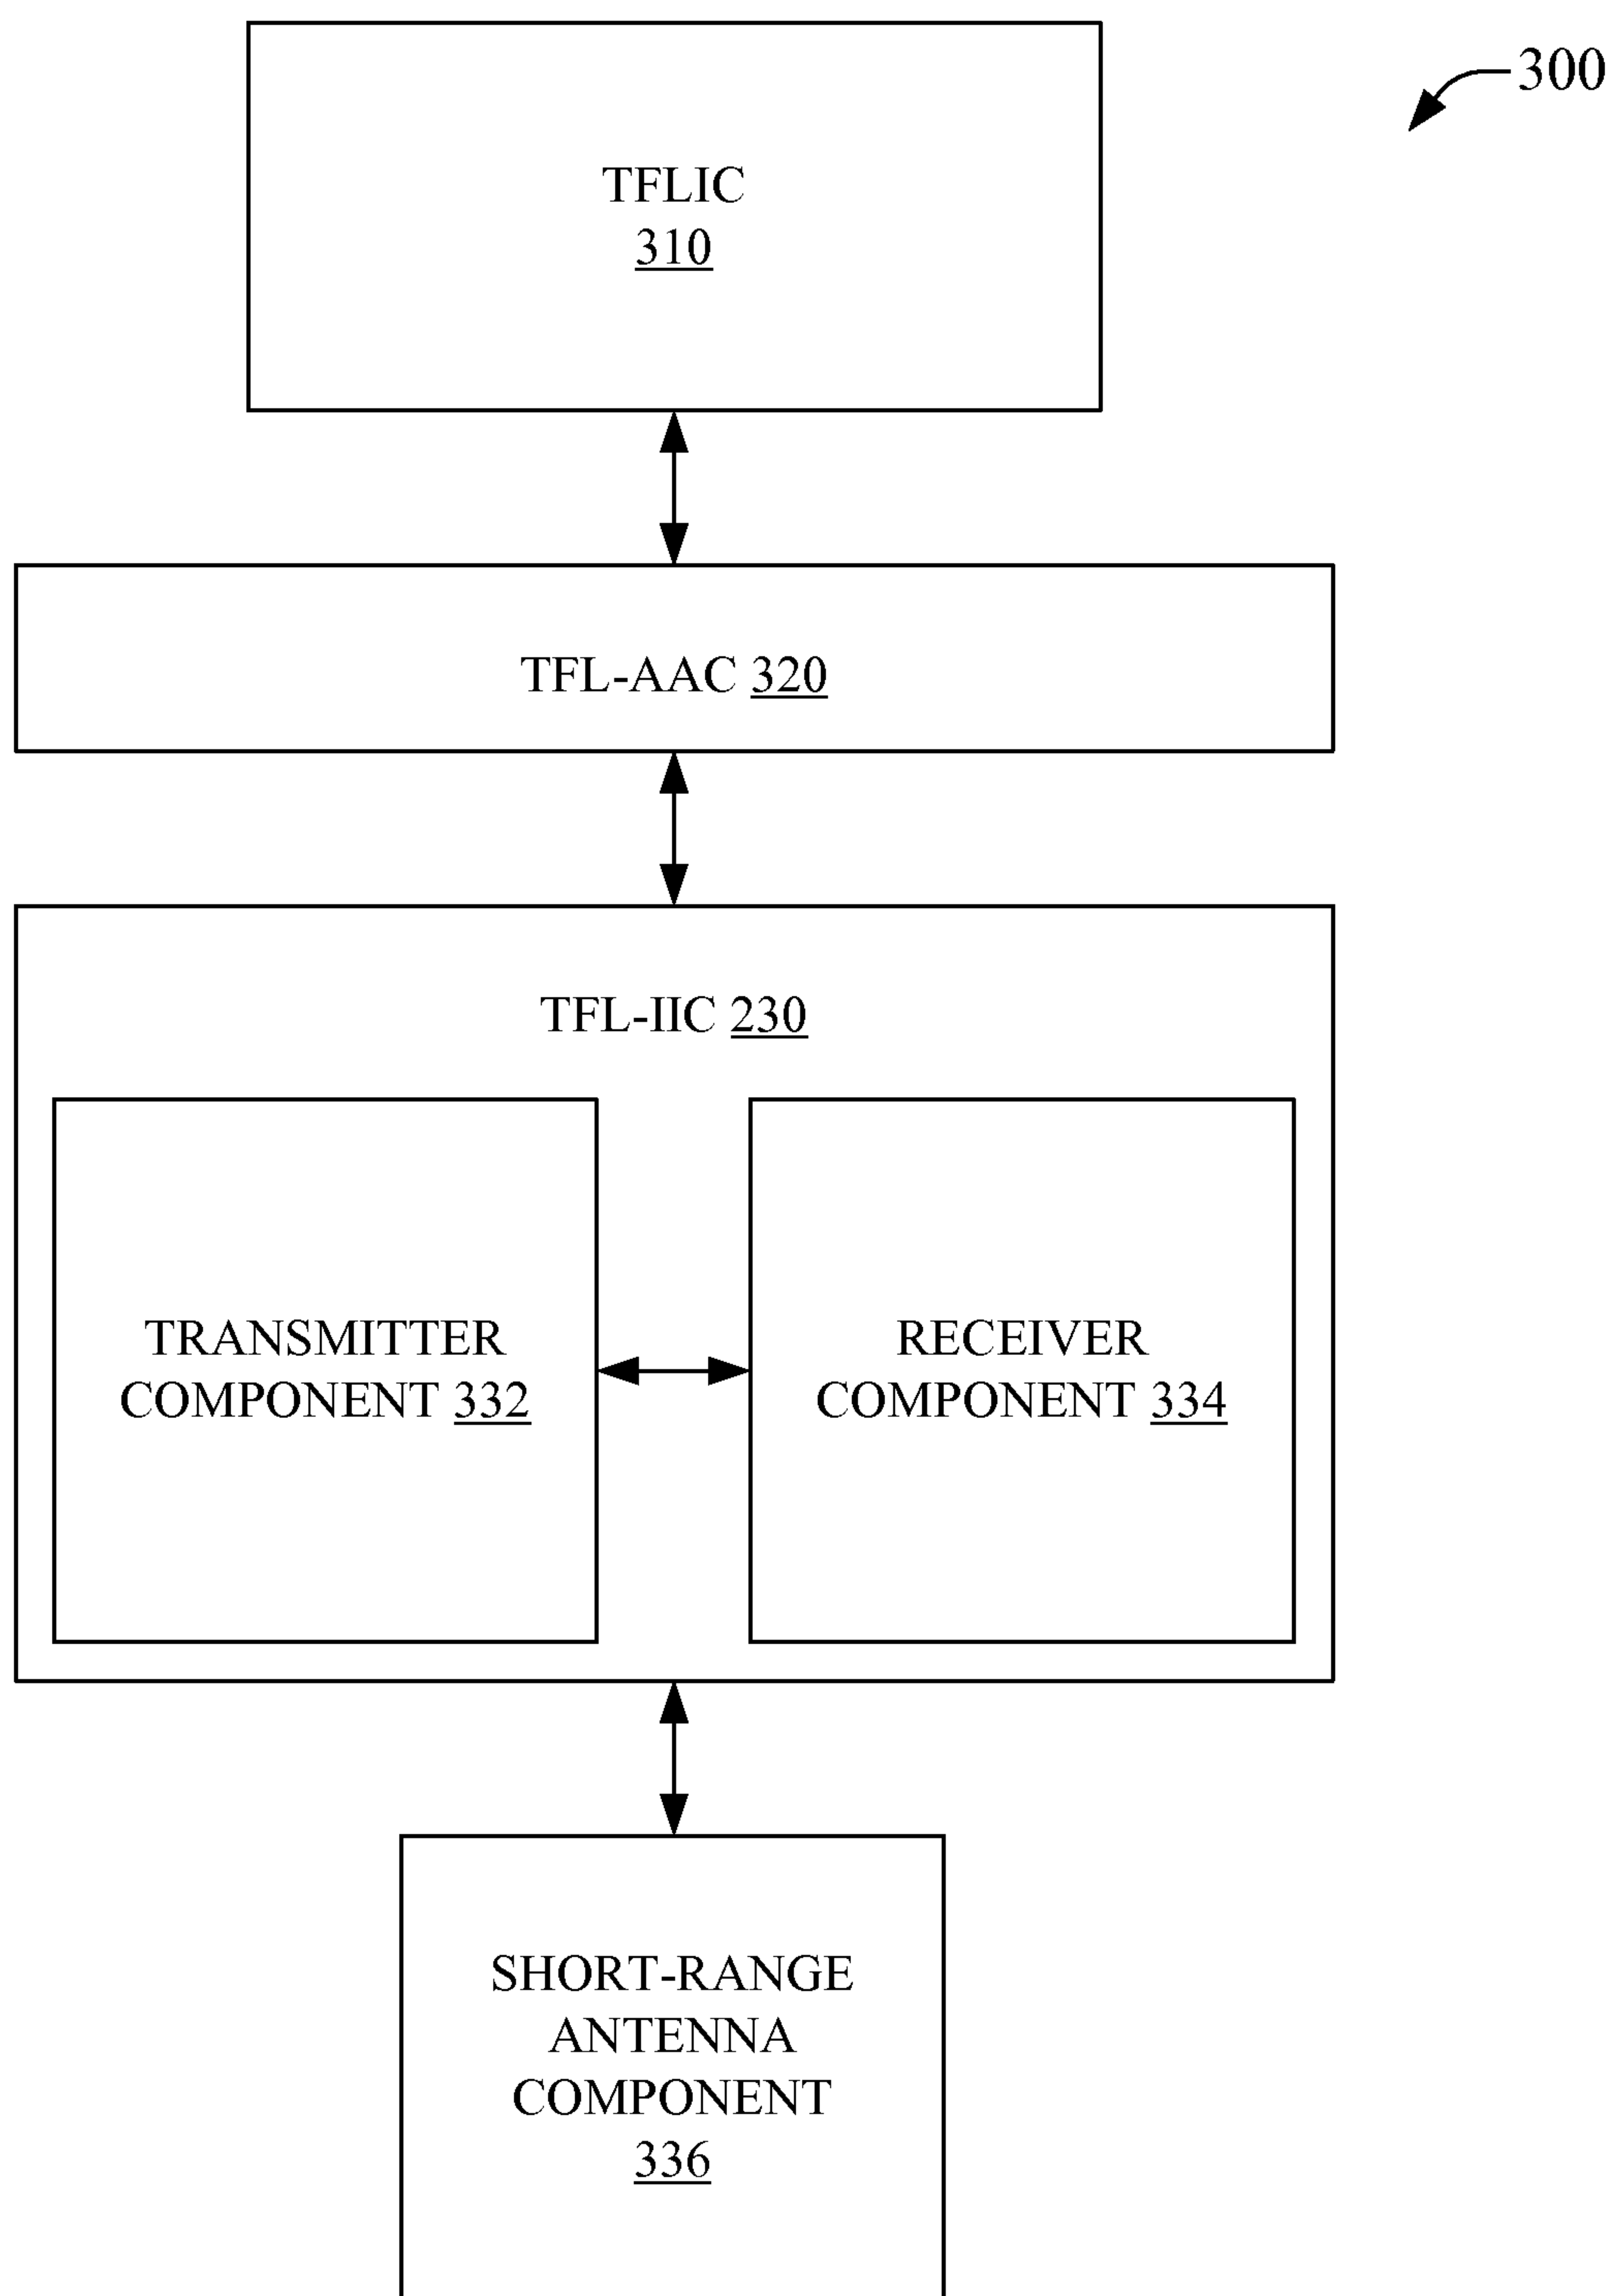 300
TFLIC
310
TFL-AAC 320
TFL-IIC 230
TRANSMITTER
COMPONENT 332
RECEIVER
COMPONENT 334
SHORT-RANGE
ANTENNA
COMPONENT
336